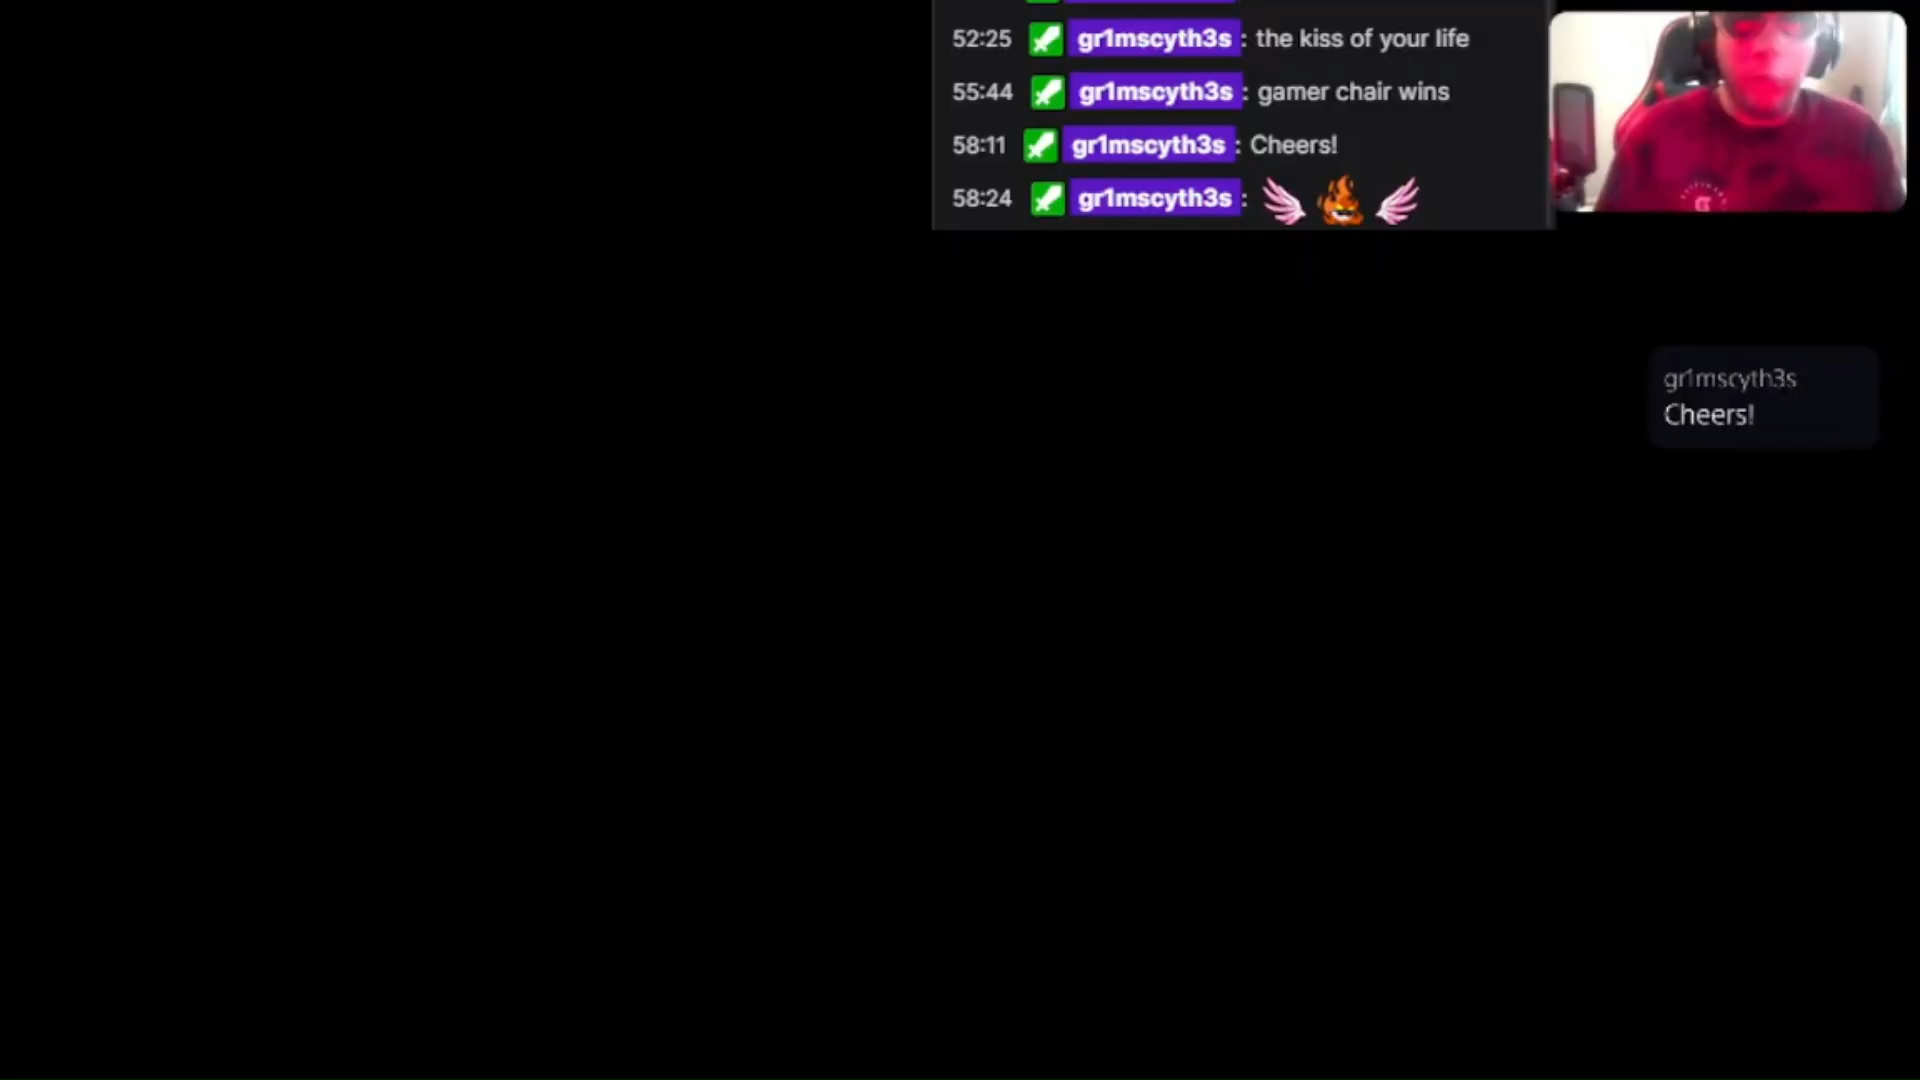 52:25 gr1mscyth3s : the kiss of your life
55:44 gr1mscyth3s : gamer chair wins
58:11 gr1mscyth3s : Cheers!
58:24 gr1mscyth3s :
gr1mscyth3s
Cheers!